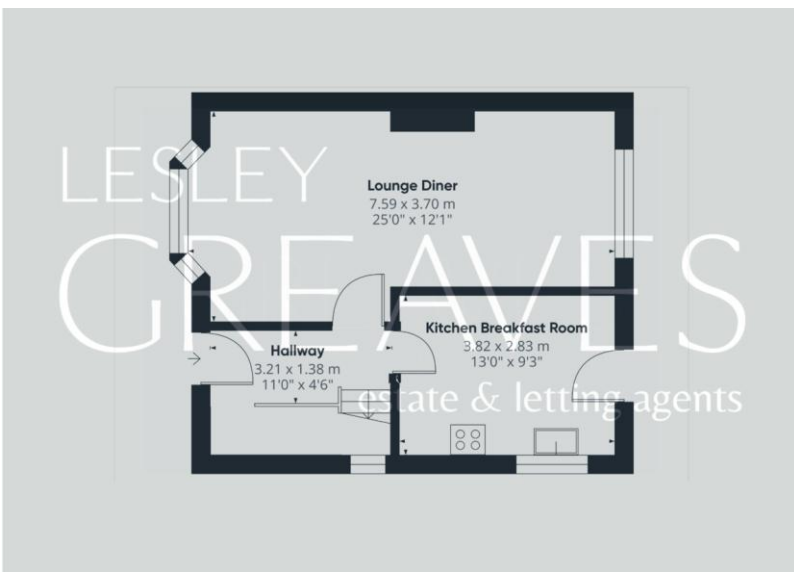 LESLEY
GREAVES
estate & letting agents
Lounge Diner
7.59 x 3.70 m
25'0" x 12'1"
Kitchen Breakfast Room
3.82 x 2.83 m
13'0" x 9'3"
Hallway
3.21 x 1.38 m
11'0" x 4'6"